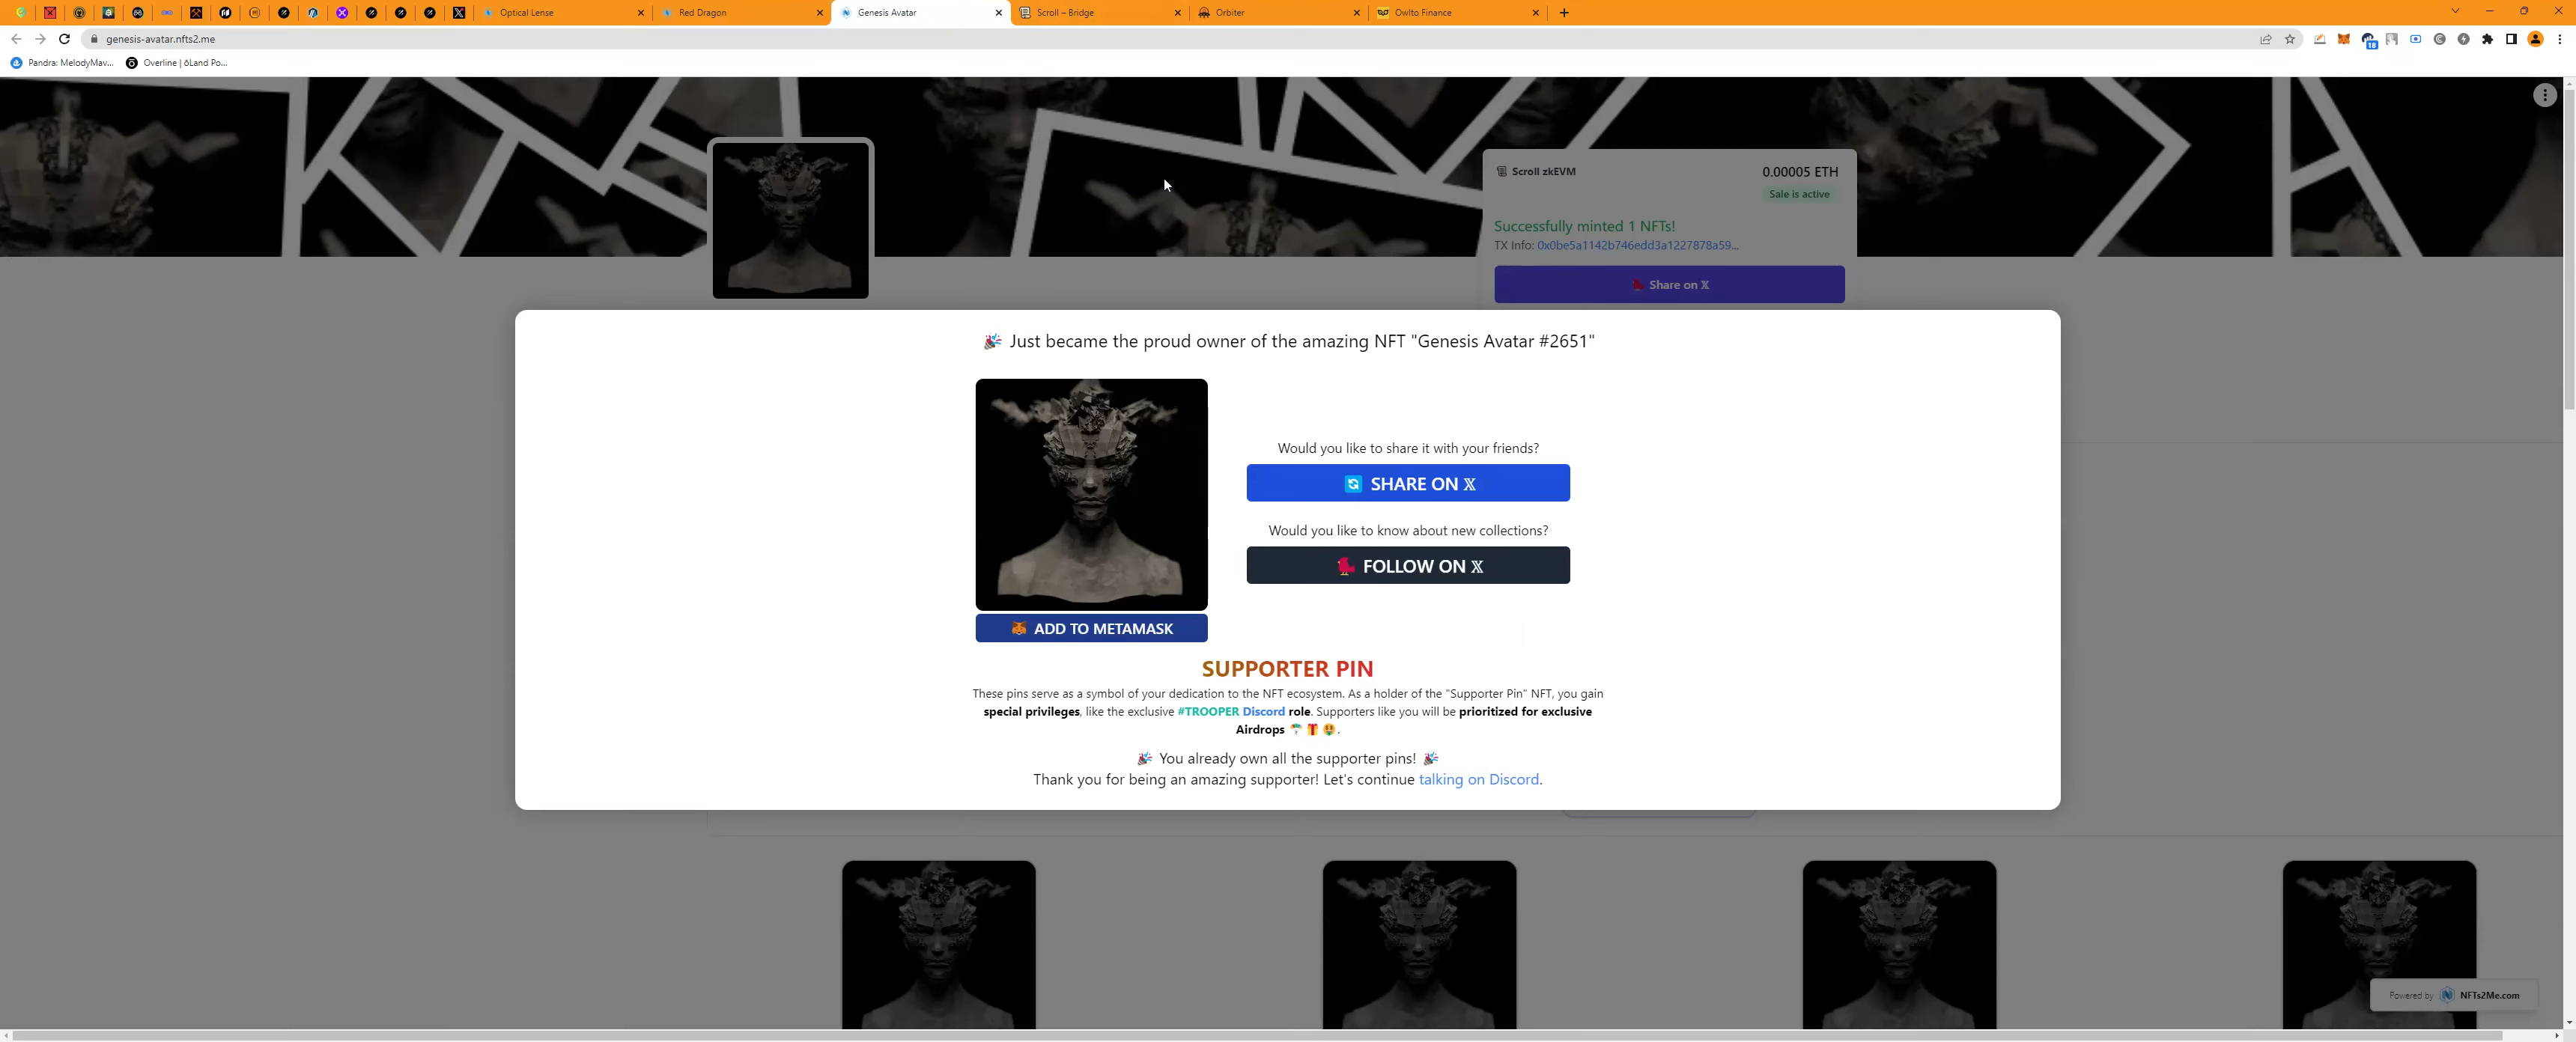 Optical Lense
Red Dragon
Genesis Avatar
Scroll – Bridge
Orbiter
Owlto Finance
genesis-avatar.nfts2.me
18
Pandra: MelodyMav...
Overline | ŏLand Po...
Scroll zkEVM
0.00005 ETH
Sale is active
Successfully minted 1 NFTs!
TX Info: 0x0be5a1142b746edd3a1227878a59...
Share on 𝕏
🎉 Just became the proud owner of the amazing NFT "Genesis Avatar #2651"
Would you like to share it with your friends?
SHARE ON 𝕏
Would you like to know about new collections?
FOLLOW ON 𝕏
ADD TO METAMASK
SUPPORTER PIN
These pins serve as a symbol of your dedication to the NFT ecosystem. As a holder of the "Supporter Pin" NFT, you gain
special privileges, like the exclusive #TROOPER Discord role. Supporters like you will be prioritized for exclusive
Airdrops 🪂 🎁 🤑.
🎉 You already own all the supporter pins! 🎉
Thank you for being an amazing supporter! Let's continue talking on Discord.
Powered by NFTs2Me.com